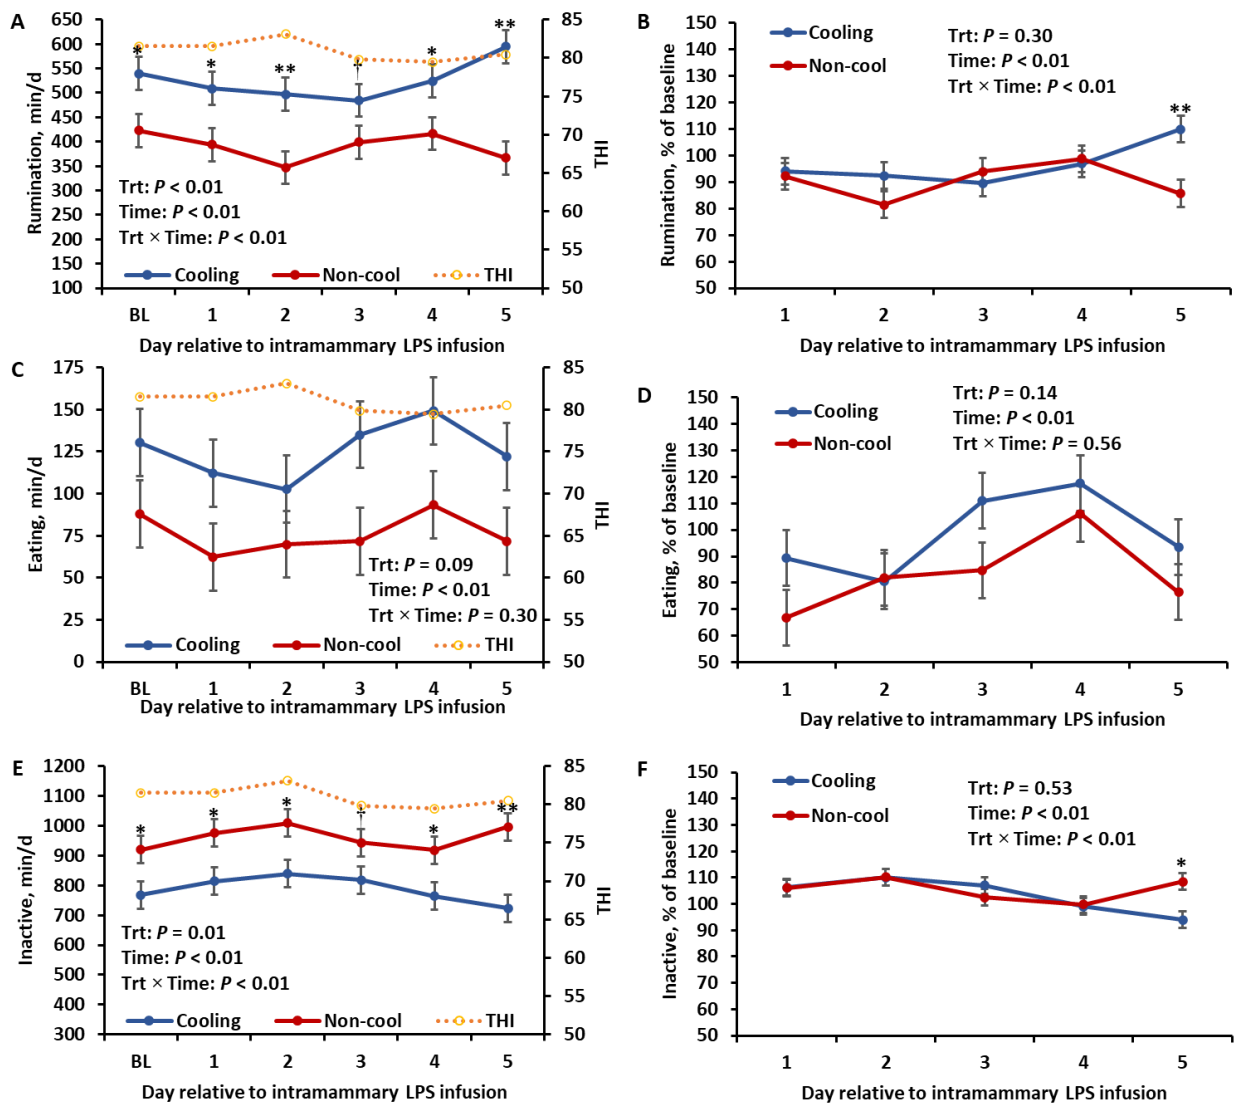 A
Rumination, min/d
650
600
550
500
450
400
350
300
250
200
150
100
85
80
75
70
65
60
55
50
THI
*
*
**
†
*
**
Trt: P < 0.01
Time: P < 0.01
Trt × Time: P < 0.01
Cooling Non-cool THI
BL 1 2 3 4 5
Day relative to intramammary LPS infusion
B
Rumination, % of baseline
150
140
130
120
110
100
90
80
70
60
50
Cooling
Non-cool
Trt: P = 0.30
Time: P < 0.01
Trt × Time: P < 0.01
**
1 2 3 4 5
Day relative to intramammary LPS infusion
C
Eating, min/d
175
150
125
100
75
50
25
0
85
80
75
70
65
60
55
50
THI
Trt: P = 0.09
Time: P < 0.01
Trt × Time: P = 0.30
Cooling Non-cool THI
BL 1 2 3 4 5
Day relative to intramammary LPS infusion
D
Eating, % of baseline
150
140
130
120
110
100
90
80
70
60
50
Cooling
Non-cool
Trt: P = 0.14
Time: P < 0.01
Trt × Time: P = 0.56
1 2 3 4 5
Day relative to intramammary LPS infusion
E
Inactive, min/d
1200
1100
1000
900
800
700
600
500
400
300
85
80
75
70
65
60
55
50
THI
*
*
*
†
*
**
Trt: P = 0.01
Time: P < 0.01
Trt × Time: P < 0.01
Cooling Non-cool THI
BL 1 2 3 4 5
Day relative to intramammary LPS infusion
F
Inactive, % of baseline
150
140
130
120
110
100
90
80
70
60
50
Cooling
Non-cool
Trt: P = 0.53
Time: P < 0.01
Trt × Time: P < 0.01
*
1 2 3 4 5
Day relative to intramammary LPS infusion